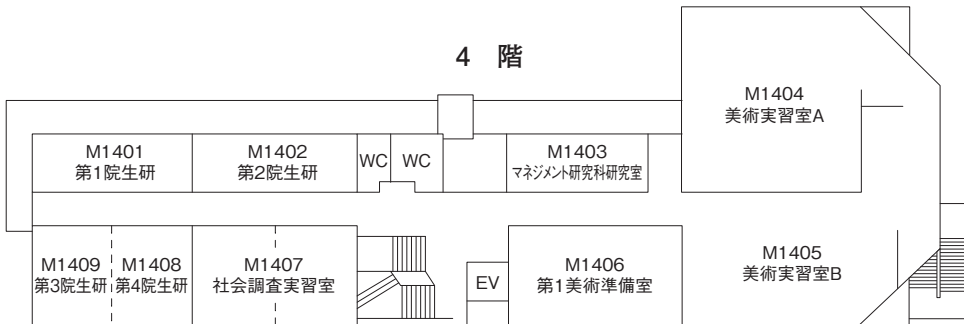 4 階
M1404
美術実習室A
M1401
第1院生研
M1402
第2院生研
WC
WC
M1403
マネジメント研究科研究室
M1409
第3院生研
M1408
第4院生研
M1407
社会調査実習室
EV
M1406
第1美術準備室
M1405
美術実習室B